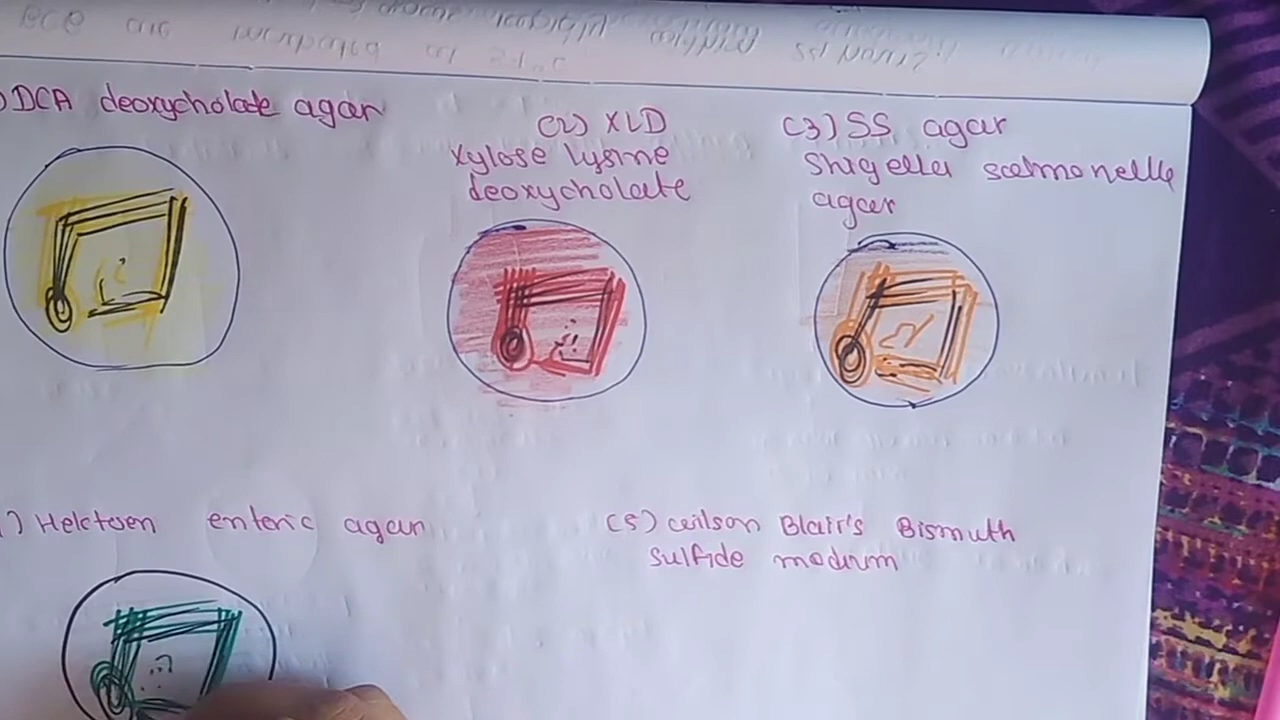 ) DCA deoxycholate agar
(2) XLD
Xylose lysine
deoxycholate
(3) SS agar
Shigella salmonella
agar
) Hektoen enteric agar
(5) wilson Blair's Bismuth
Sulfide medium